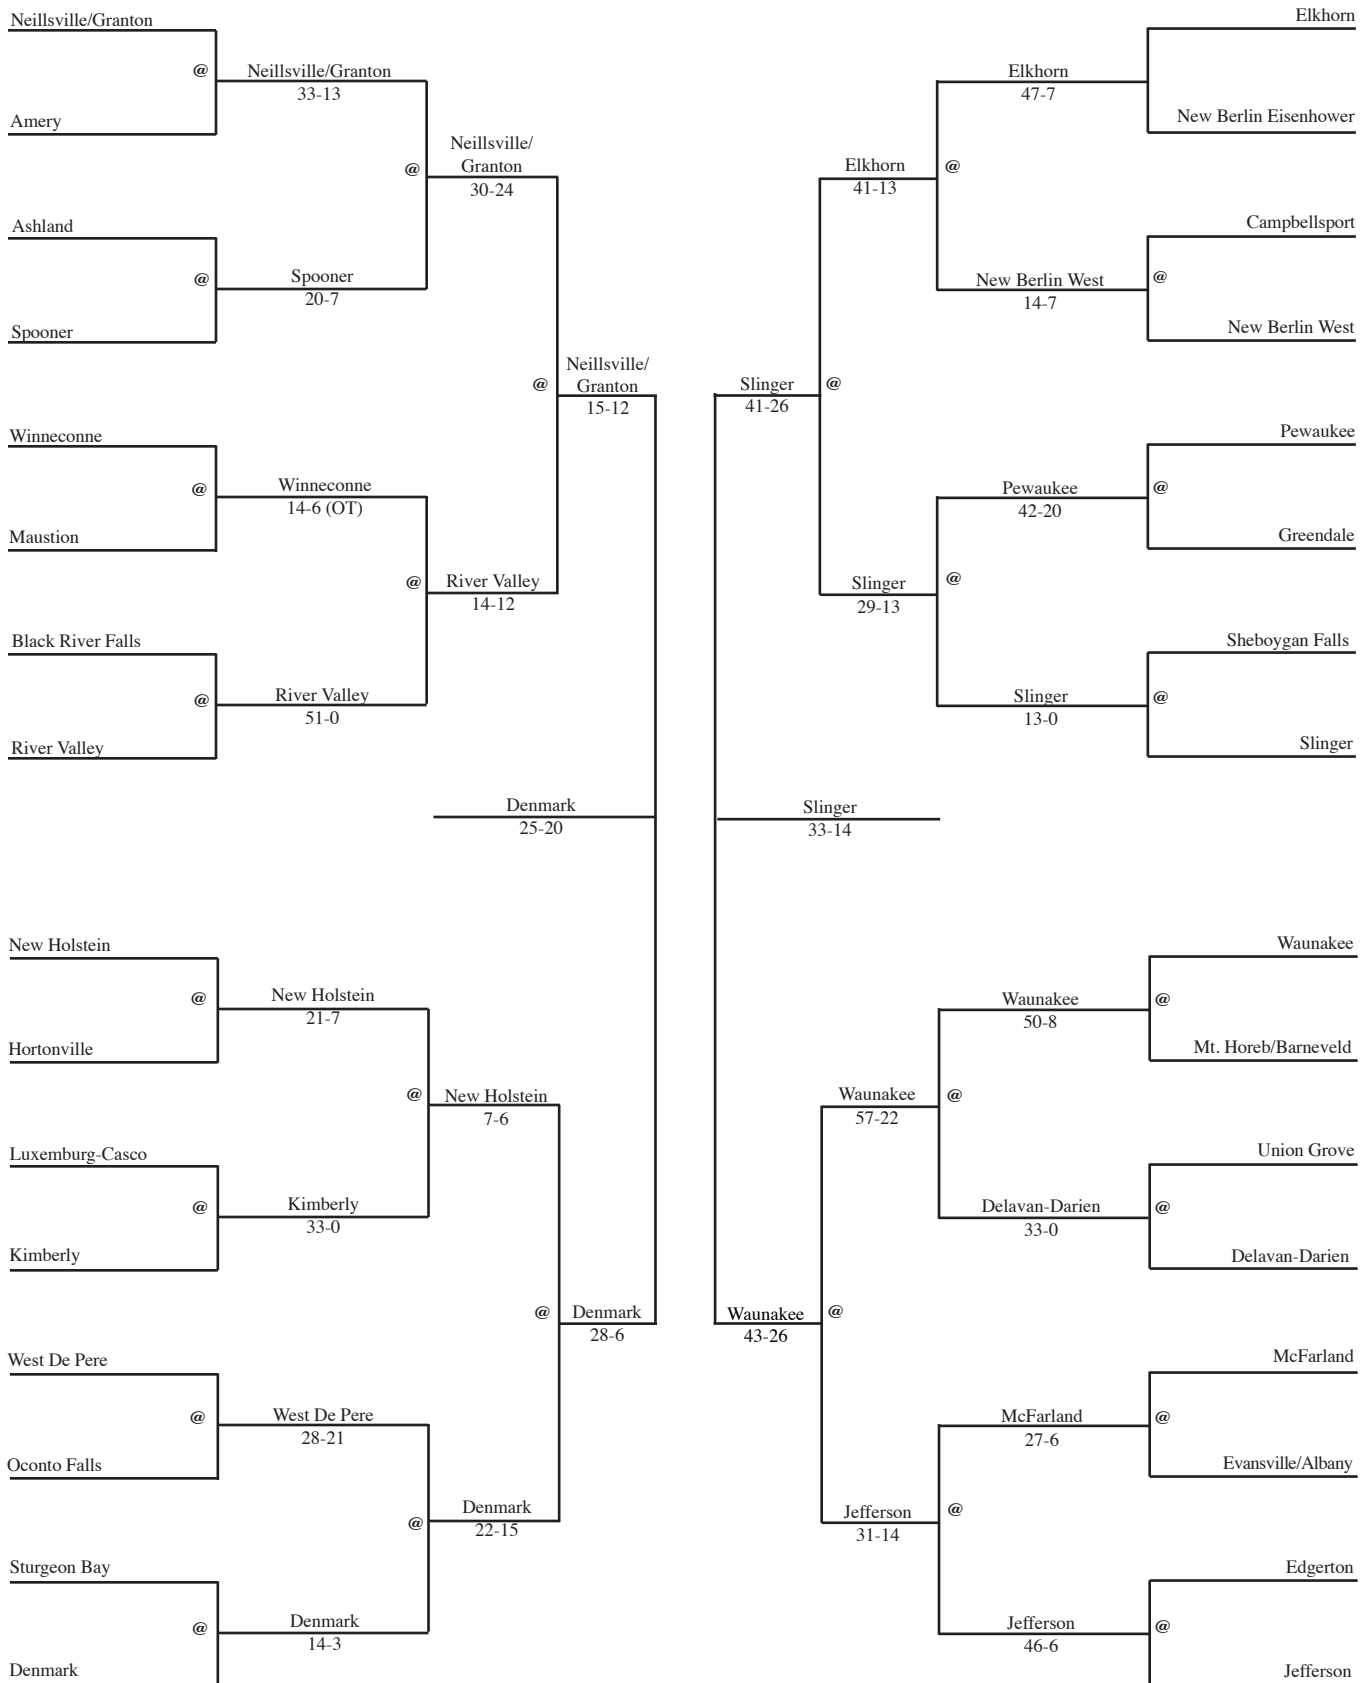 Neillsville/Granton
@
Neillsville/Granton
33-13
Amery
@
Neillsville/
Granton
30-24
Ashland
@
Spooner
20-7
Spooner
@
Neillsville/
Granton
15-12
Winneconne
@
Winneconne
14-6 (OT)
Maustion
@
River Valley
14-12
Black River Falls
@
River Valley
51-0
River Valley
Denmark
25-20
New Holstein
@
New Holstein
21-7
Hortonville
@
New Holstein
7-6
Luxemburg-Casco
@
Kimberly
33-0
Kimberly
@
Denmark
28-6
West De Pere
@
West De Pere
28-21
Oconto Falls
@
Denmark
22-15
Sturgeon Bay
@
Denmark
14-3
Denmark
Elkhorn
Elkhorn
47-7
New Berlin Eisenhower
Elkhorn
41-13
@
Campbellsport
New Berlin West
14-7
@
New Berlin West
Slinger
41-26
@
Pewaukee
Pewaukee
42-20
@
Greendale
Slinger
29-13
@
Sheboygan Falls
Slinger
13-0
@
Slinger
Slinger
33-14
Waunakee
Waunakee
50-8
@
Mt. Horeb/Barneveld
Waunakee
57-22
@
Union Grove
Delavan-Darien
33-0
@
Delavan-Darien
Waunakee
43-26
@
McFarland
McFarland
27-6
@
Evansville/Albany
Jefferson
31-14
@
Edgerton
Jefferson
46-6
@
Jefferson